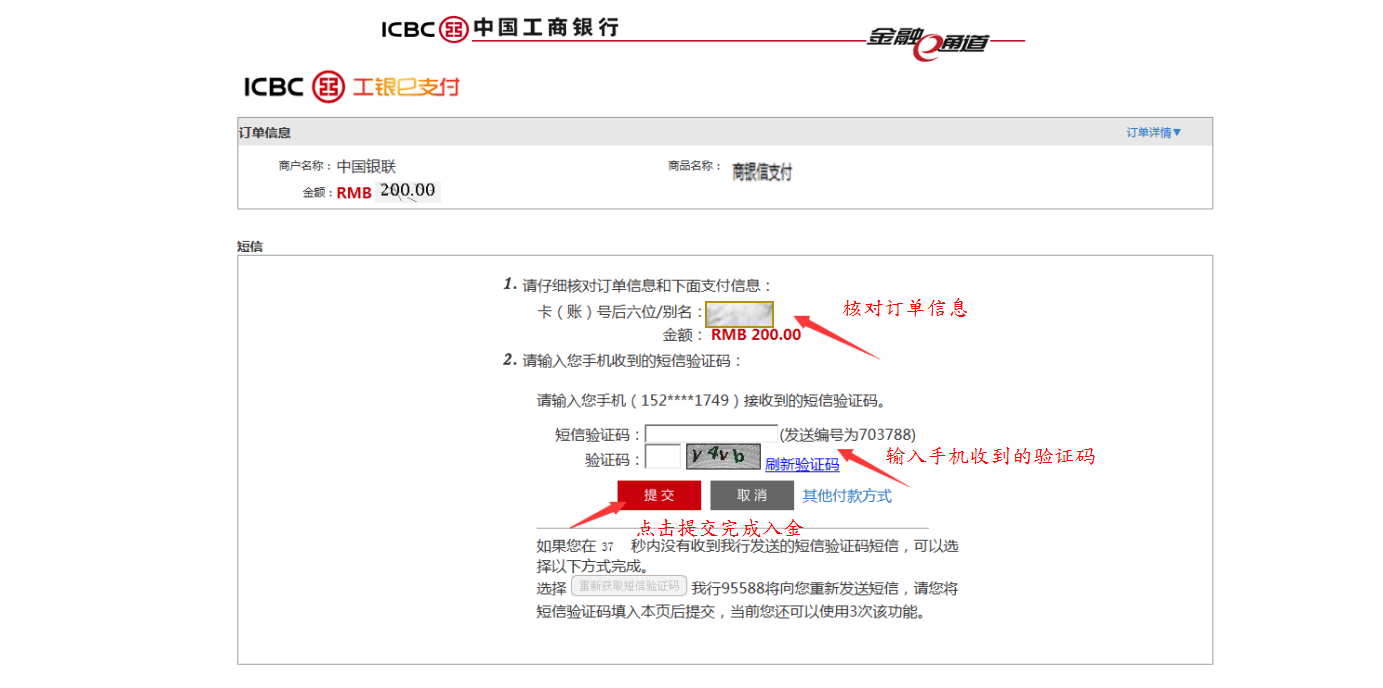 ICBC 中国工商银行
金融e通道
ICBC 工银e支付
订单信息 订单详情▼
商户名称：中国银联 商品名称： 商银信支付
金额：RMB 200.00
短信
1. 请仔细核对订单信息和下面支付信息：
卡（账）号后六位/别名： 核对订单信息
金额： RMB 200.00
2. 请输入您手机收到的短信验证码：
请输入您手机（152****1749）接收到的短信验证码。
短信验证码： (发送编号为703788)
验证码： y4vb 刷新验证码 输入手机收到的验证码
提 交 取 消 其他付款方式
点击提交完成入金
如果您在 37 秒内没有收到我行发送的短信验证码短信，可以选
择以下方式完成。
选择 重新获取短信验证码 我行95588将向您重新发送短信，请您将
短信验证码填入本页后提交，当前您还可以使用3次该功能。